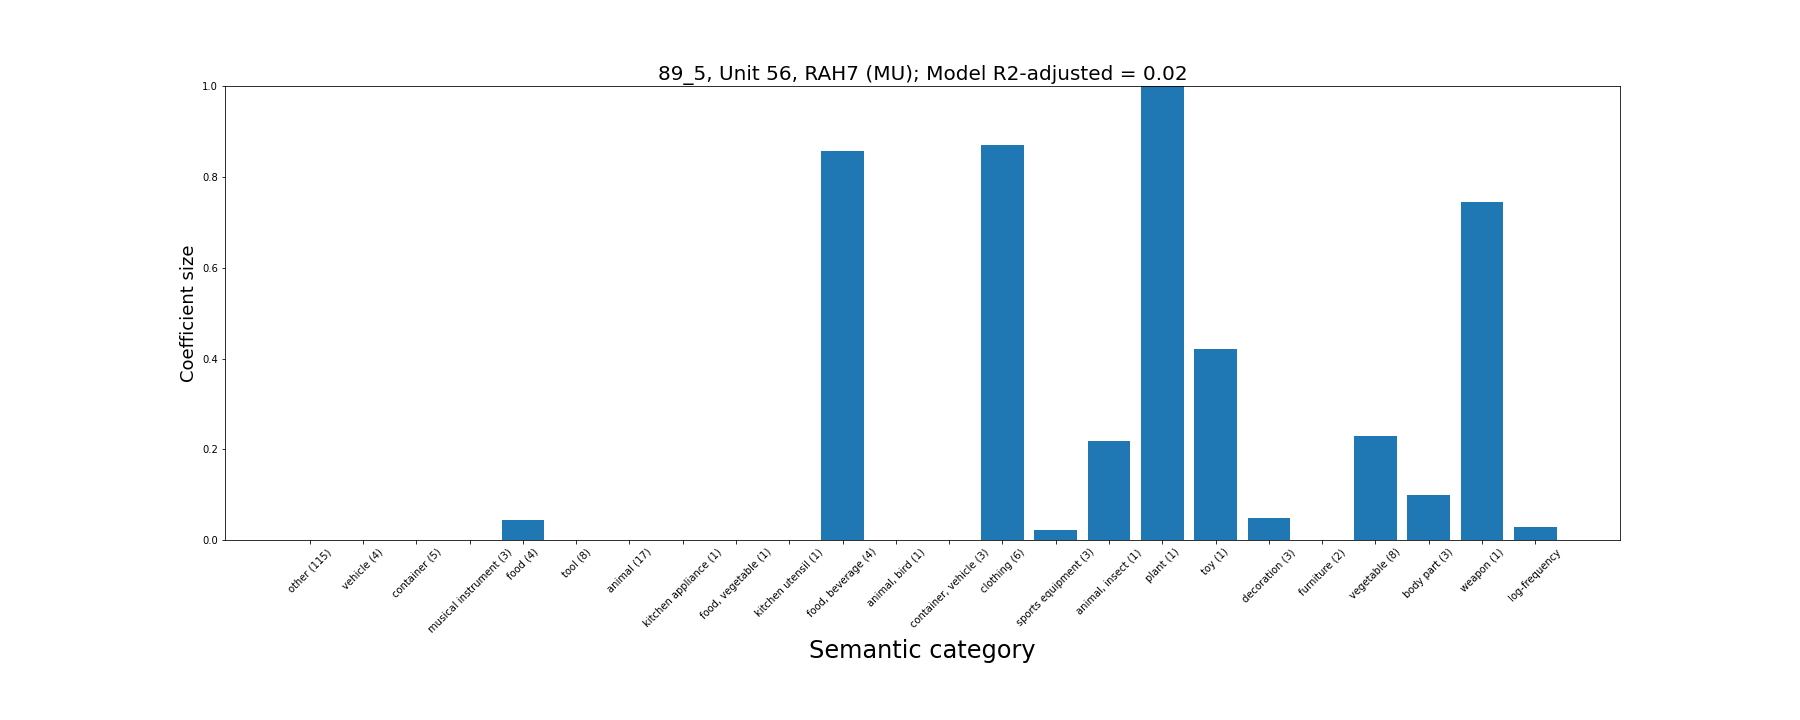 89_5, Unit 56, RAH7 (MU); Model R2-adjusted = 0.02
Coefficient size
1.0
0.8
0.6
0.4
0.2
0.0
other (115)
vehicle (4)
container (5)
musical instrument (3)
food (4)
tool (8)
animal (17)
kitchen appliance (1)
food, vegetable (1)
kitchen utensil (1)
food, beverage (4)
animal, bird (1)
container, vehicle (3)
clothing (6)
sports equipment (3)
animal, insect (1)
plant (1)
toy (1)
decoration (3)
furniture (2)
vegetable (8)
body part (3)
weapon (1)
log-frequency
Semantic category